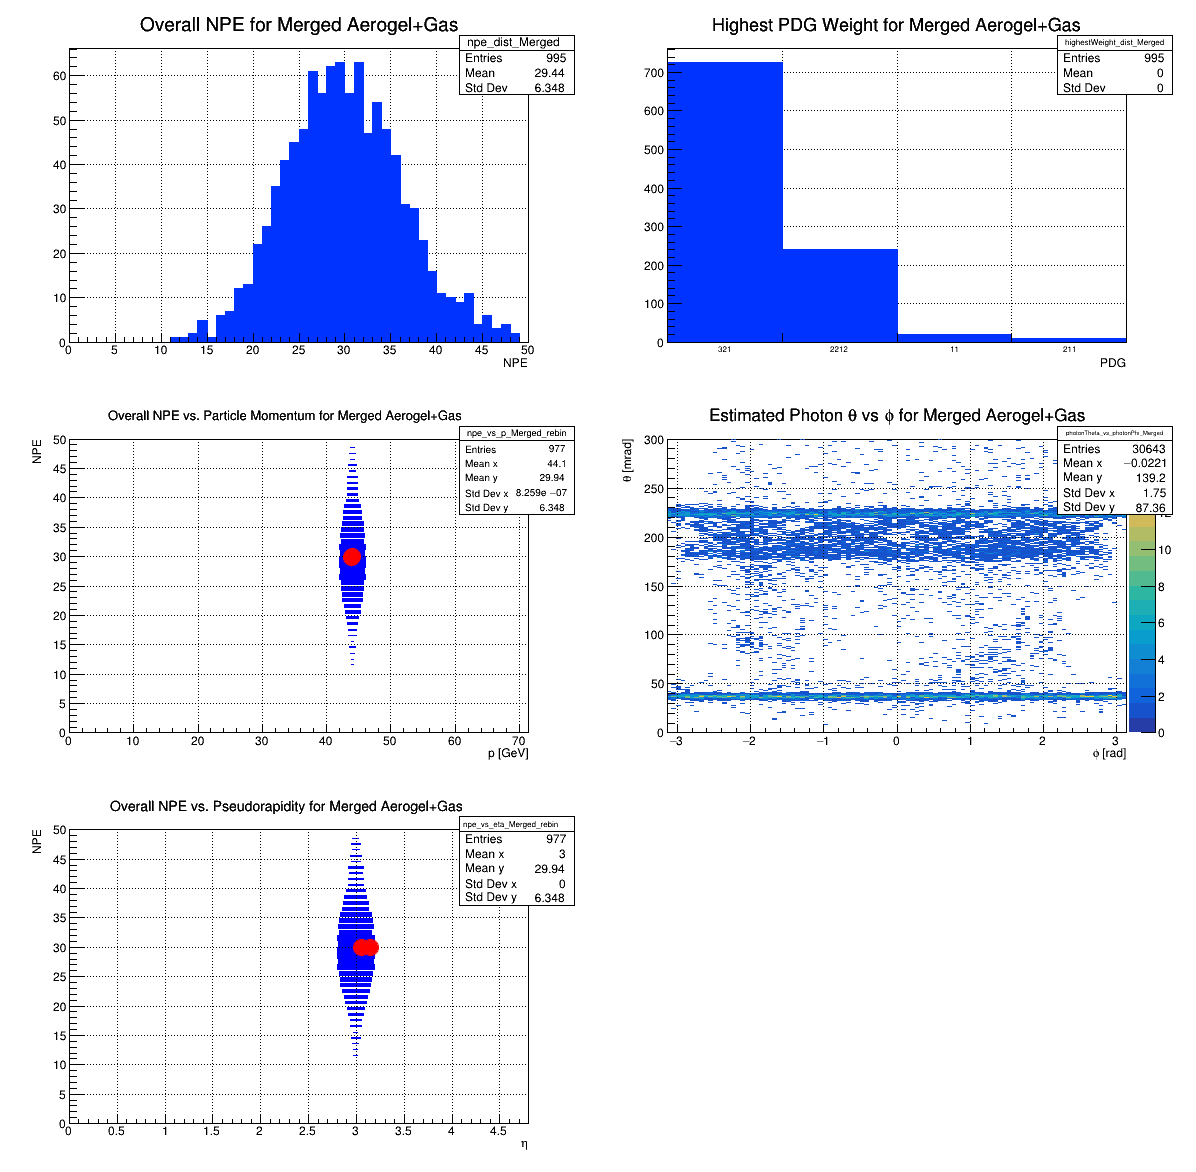 Overall NPE for Merged Aerogel+Gas
npe_dist_Merged
Entries 995
Mean 29.44
Std Dev 6.348
60
50
40
30
20
10
0
0 5 10 15 20 25 30 35 40 45 50
NPE
Highest PDG Weight for Merged Aerogel+Gas
highestWeight_dist_Merged
Entries 995
Mean 0
Std Dev 0
700
600
500
400
300
200
100
0
321 2212 11 211
PDG
Overall NPE vs. Particle Momentum for Merged Aerogel+Gas
npe_vs_p_Merged_rebin
Entries 977
Mean x 44.1
Mean y 29.94
Std Dev x 8.259e −07
Std Dev y 6.348
NPE
50
45
40
35
30
25
20
15
10
5
0
0 10 20 30 40 50 60 70
p [GeV]
Estimated Photon θ vs ϕ for Merged Aerogel+Gas
photonTheta_vs_photonPhi_Merged
Entries 30643
Mean x −0.0221
Mean y 139.2
Std Dev x 1.75
Std Dev y 87.36
θ [mrad]
300
250
200
150
100
50
0
−3 −2 −1 0 1 2 3
ϕ [rad]
12
10
8
6
4
2
0
Overall NPE vs. Pseudorapidity for Merged Aerogel+Gas
npe_vs_eta_Merged_rebin
Entries 977
Mean x 3
Mean y 29.94
Std Dev x 0
Std Dev y 6.348
NPE
50
45
40
35
30
25
20
15
10
5
0
0 0.5 1 1.5 2 2.5 3 3.5 4 4.5
η